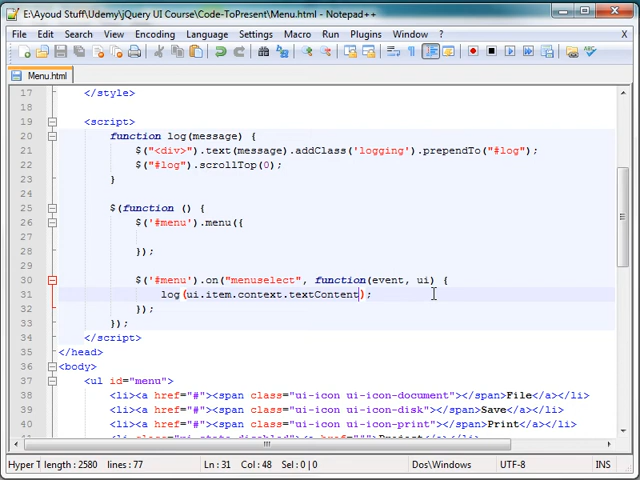 E:\Ayoud Stuff\Udemy\jQuery UI Course\Code-ToPresent\Menu.html - Notepad++
File Edit Search View Encoding Language Settings Macro Run Plugins Window ? X
Menu.html
17 </style>
18
19 <script>
20 function log(message) {
21 $("<div>").text(message).addClass('logging').prependTo("#log");
22 $("#log").scrollTop(0);
23 }
24
25 $(function () {
26 $('#menu').menu({
27
28 });
29
30 $('#menu').on("menuselect", function(event, ui) {
31 log(ui.item.context.textContent);
32 });
33 });
34 </script>
35 </head>
36 <body>
37 <ul id="menu">
38 <li><a href="#"><span class="ui-icon ui-icon-document"></span>File</a></li>
39 <li><a href="#"><span class="ui-icon ui-icon-disk"></span>Save</a></li>
40 <li><a href="#"><span class="ui-icon ui-icon-print"></span>Print</a></li>
Hyper T length : 2580 lines : 77 Ln : 31 Col : 48 Sel : 0 | 0 Dos\Windows UTF-8 INS